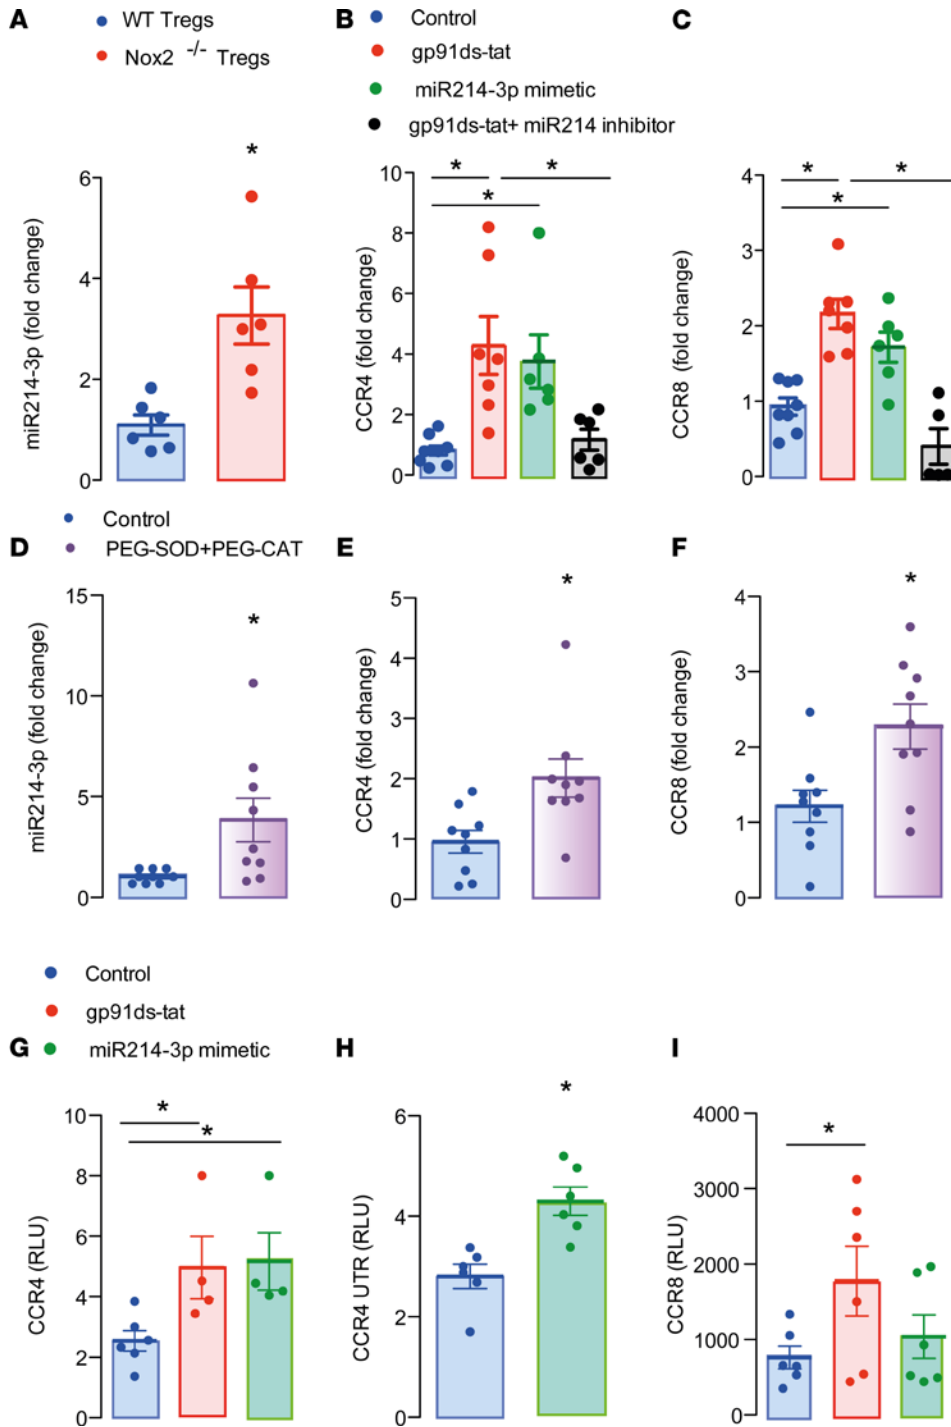 A
WT Tregs
Nox2 -/- Tregs
miR214-3p (fold change)
6
4
2
0
*
B
Control
gp91ds-tat
miR214-3p mimetic
gp91ds-tat+ miR214 inhibitor
CCR4 (fold change)
10
8
6
4
2
0
* *
*
C
CCR8 (fold change)
4
3
2
1
0
* *
*
Control
PEG-SOD+PEG-CAT
D
miR214-3p (fold change)
15
10
5
0
*
E
CCR4 (fold change)
5
4
3
2
1
0
*
F
CCR8 (fold change)
4
3
2
1
0
*
Control
gp91ds-tat
miR214-3p mimetic
G
CCR4 (RLU)
10
8
6
4
2
0
*
*
H
CCR4 UTR (RLU)
6
4
2
0
*
I
CCR8 (RLU)
4000
3000
2000
1000
0
*